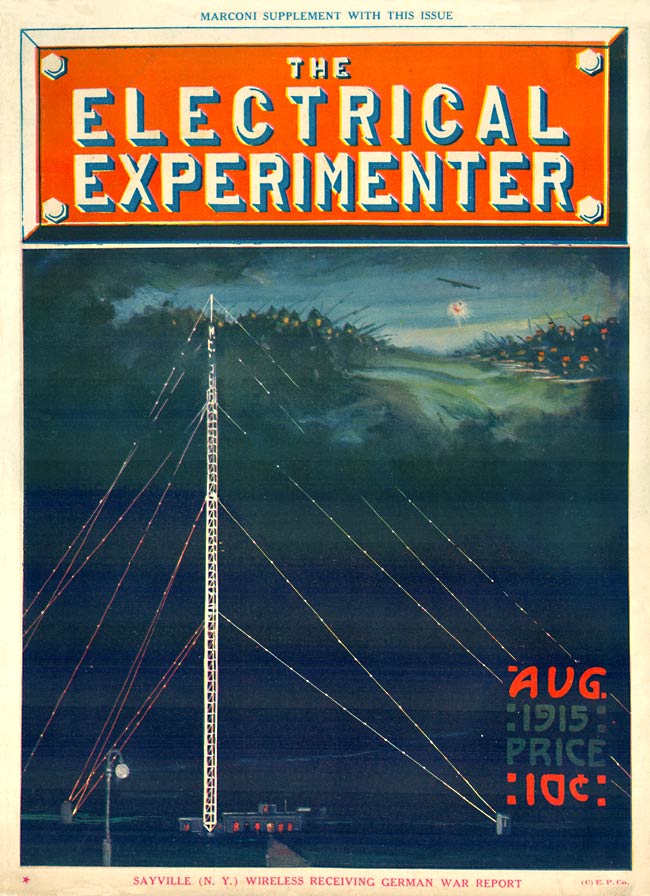 MARCONI SUPPLEMENT WITH THIS ISSUE
THE
ELECTRICAL
EXPERIMENTER
AUG.
:1915:
PRICE
:10¢:
SAYVILLE (N. Y.) WIRELESS RECEIVING GERMAN WAR REPORT
(C) E. P. Co.